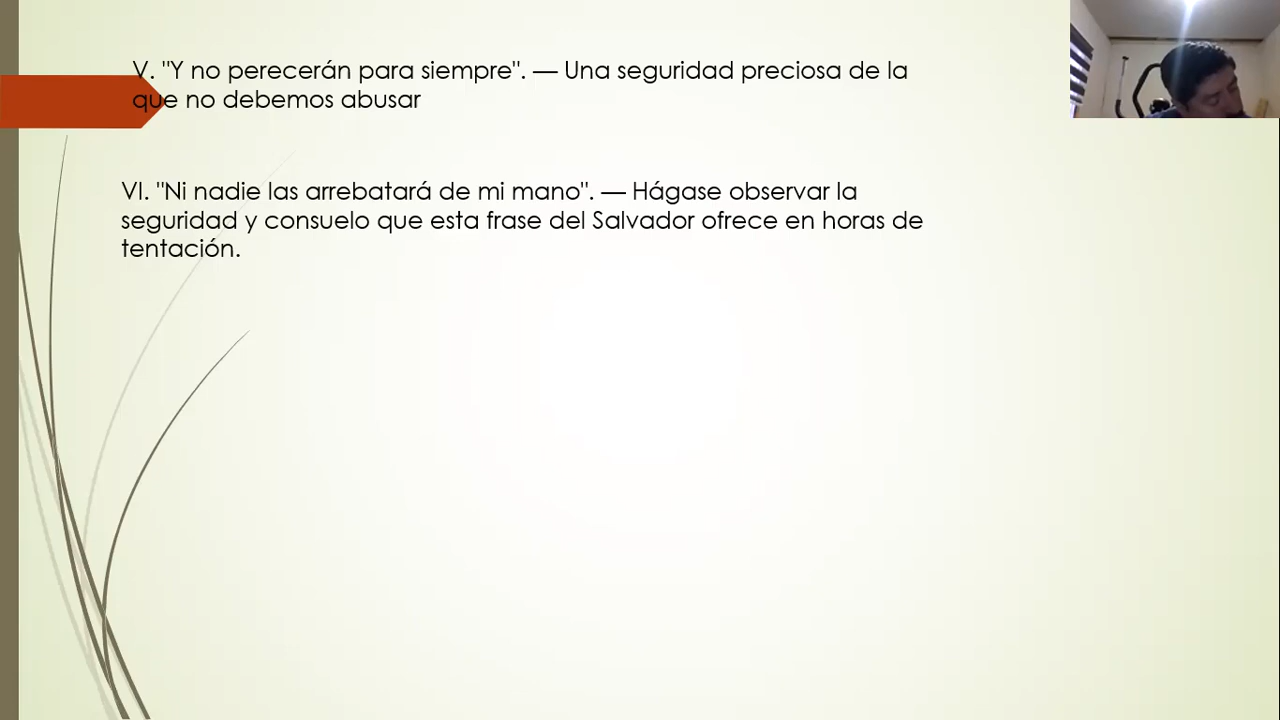 V. "Y no perecerán para siempre". — Una seguridad preciosa de la
que no debemos abusar
VI. "Ni nadie las arrebatará de mi mano". — Hágase observar la
seguridad y consuelo que esta frase del Salvador ofrece en horas de
tentación.